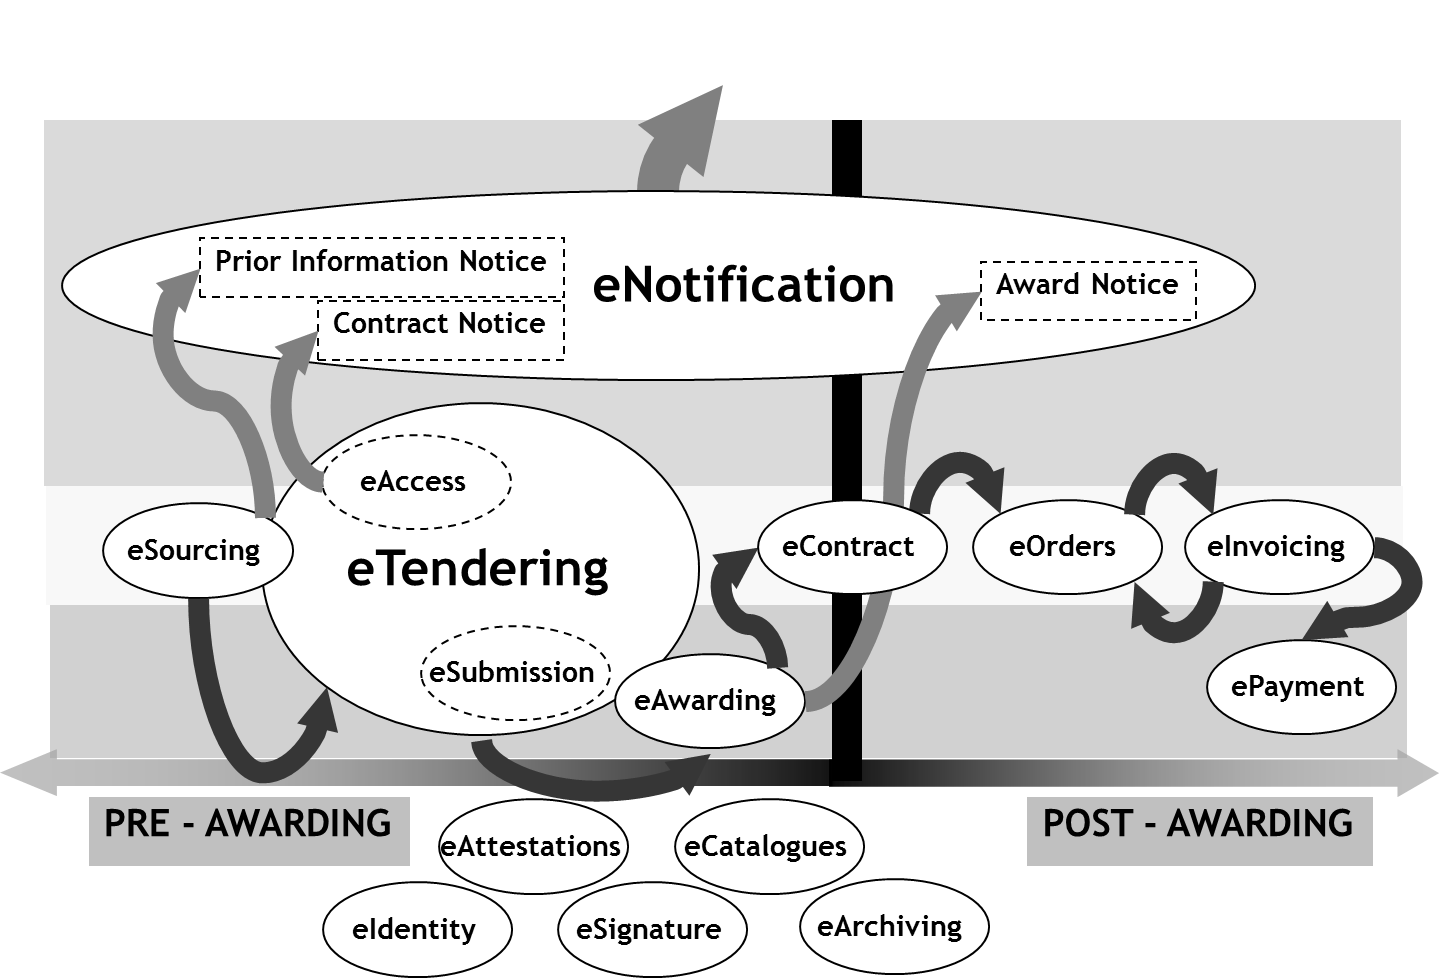 Prior Information Notice
eNotification
Award Notice
Contract Notice
eAccess
eSourcing
eTendering
eContract
eOrders
eInvoicing
eSubmission
eAwarding
ePayment
PRE - AWARDING
POST - AWARDING
eAttestations
eCatalogues
eIdentity
eSignature
eArchiving